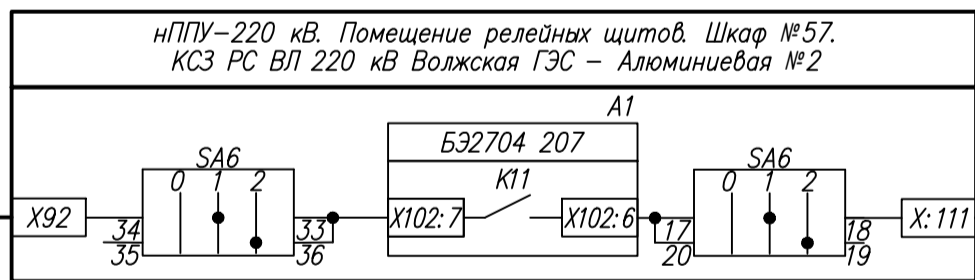 нППУ-220 кВ. Помещение релейных щитов. Шкаф №57.
КСЗ РС ВЛ 220 кВ Волжская ГЭС - Алюминиевая №2
A1
БЭ2704 207
SA6
SA6
K11
0 1 2
0 1 2
X92
34
33
X102:7
X102:6
17
18
X:111
35
36
20
19